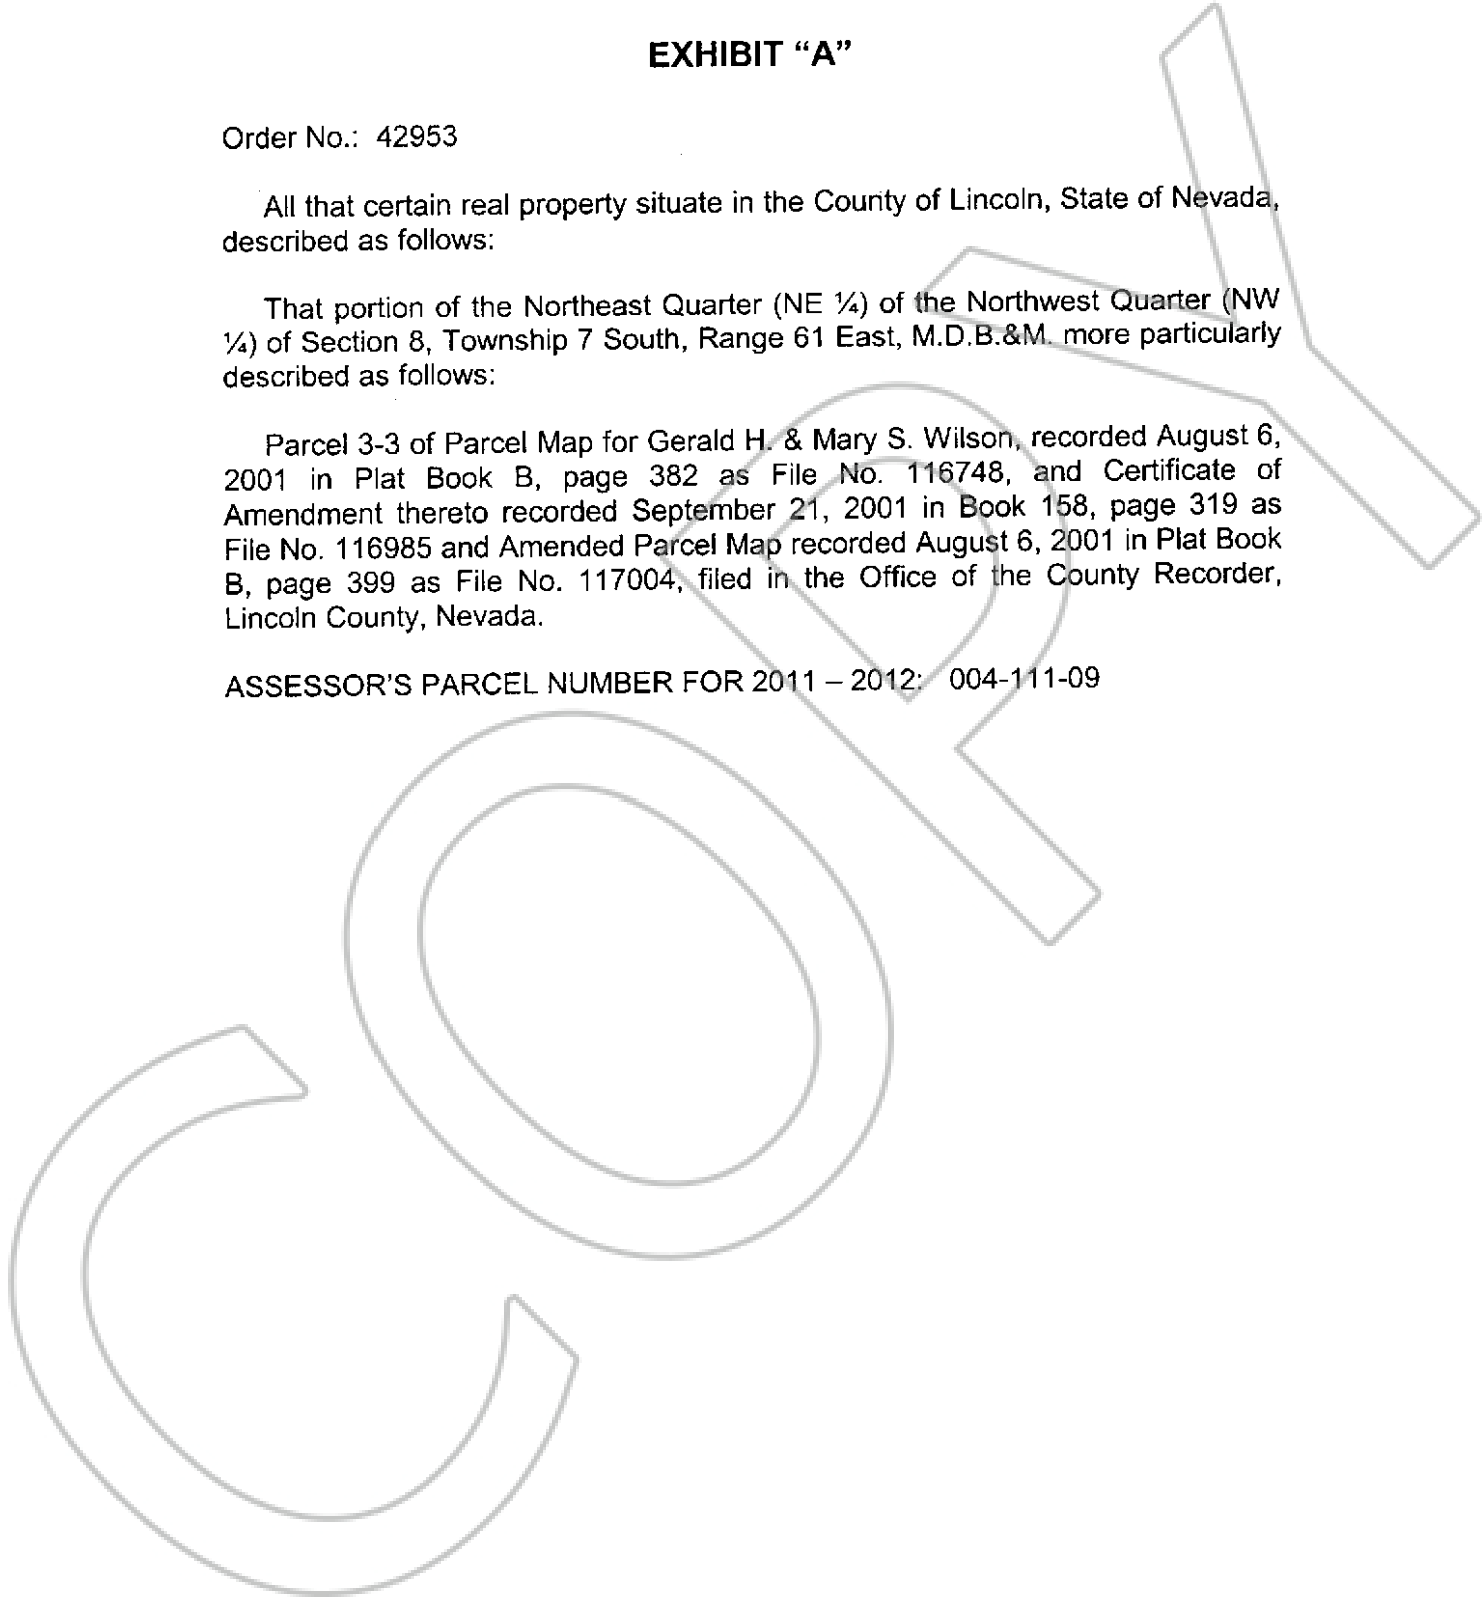 EXHIBIT “A”
Order No.: 42953
All that certain real property situate in the County of Lincoln, State of Nevada,
described as follows:
That portion of the Northeast Quarter (NE ¼) of the Northwest Quarter (NW
¼) of Section 8, Township 7 South, Range 61 East, M.D.B.&M. more particularly
described as follows:
Parcel 3-3 of Parcel Map for Gerald H. & Mary S. Wilson, recorded August 6,
2001 in Plat Book B, page 382 as File No. 116748, and Certificate of
Amendment thereto recorded September 21, 2001 in Book 158, page 319 as
File No. 116985 and Amended Parcel Map recorded August 6, 2001 in Plat Book
B, page 399 as File No. 117004, filed in the Office of the County Recorder,
Lincoln County, Nevada.
ASSESSOR'S PARCEL NUMBER FOR 2011 – 2012: 004-111-09
COPY